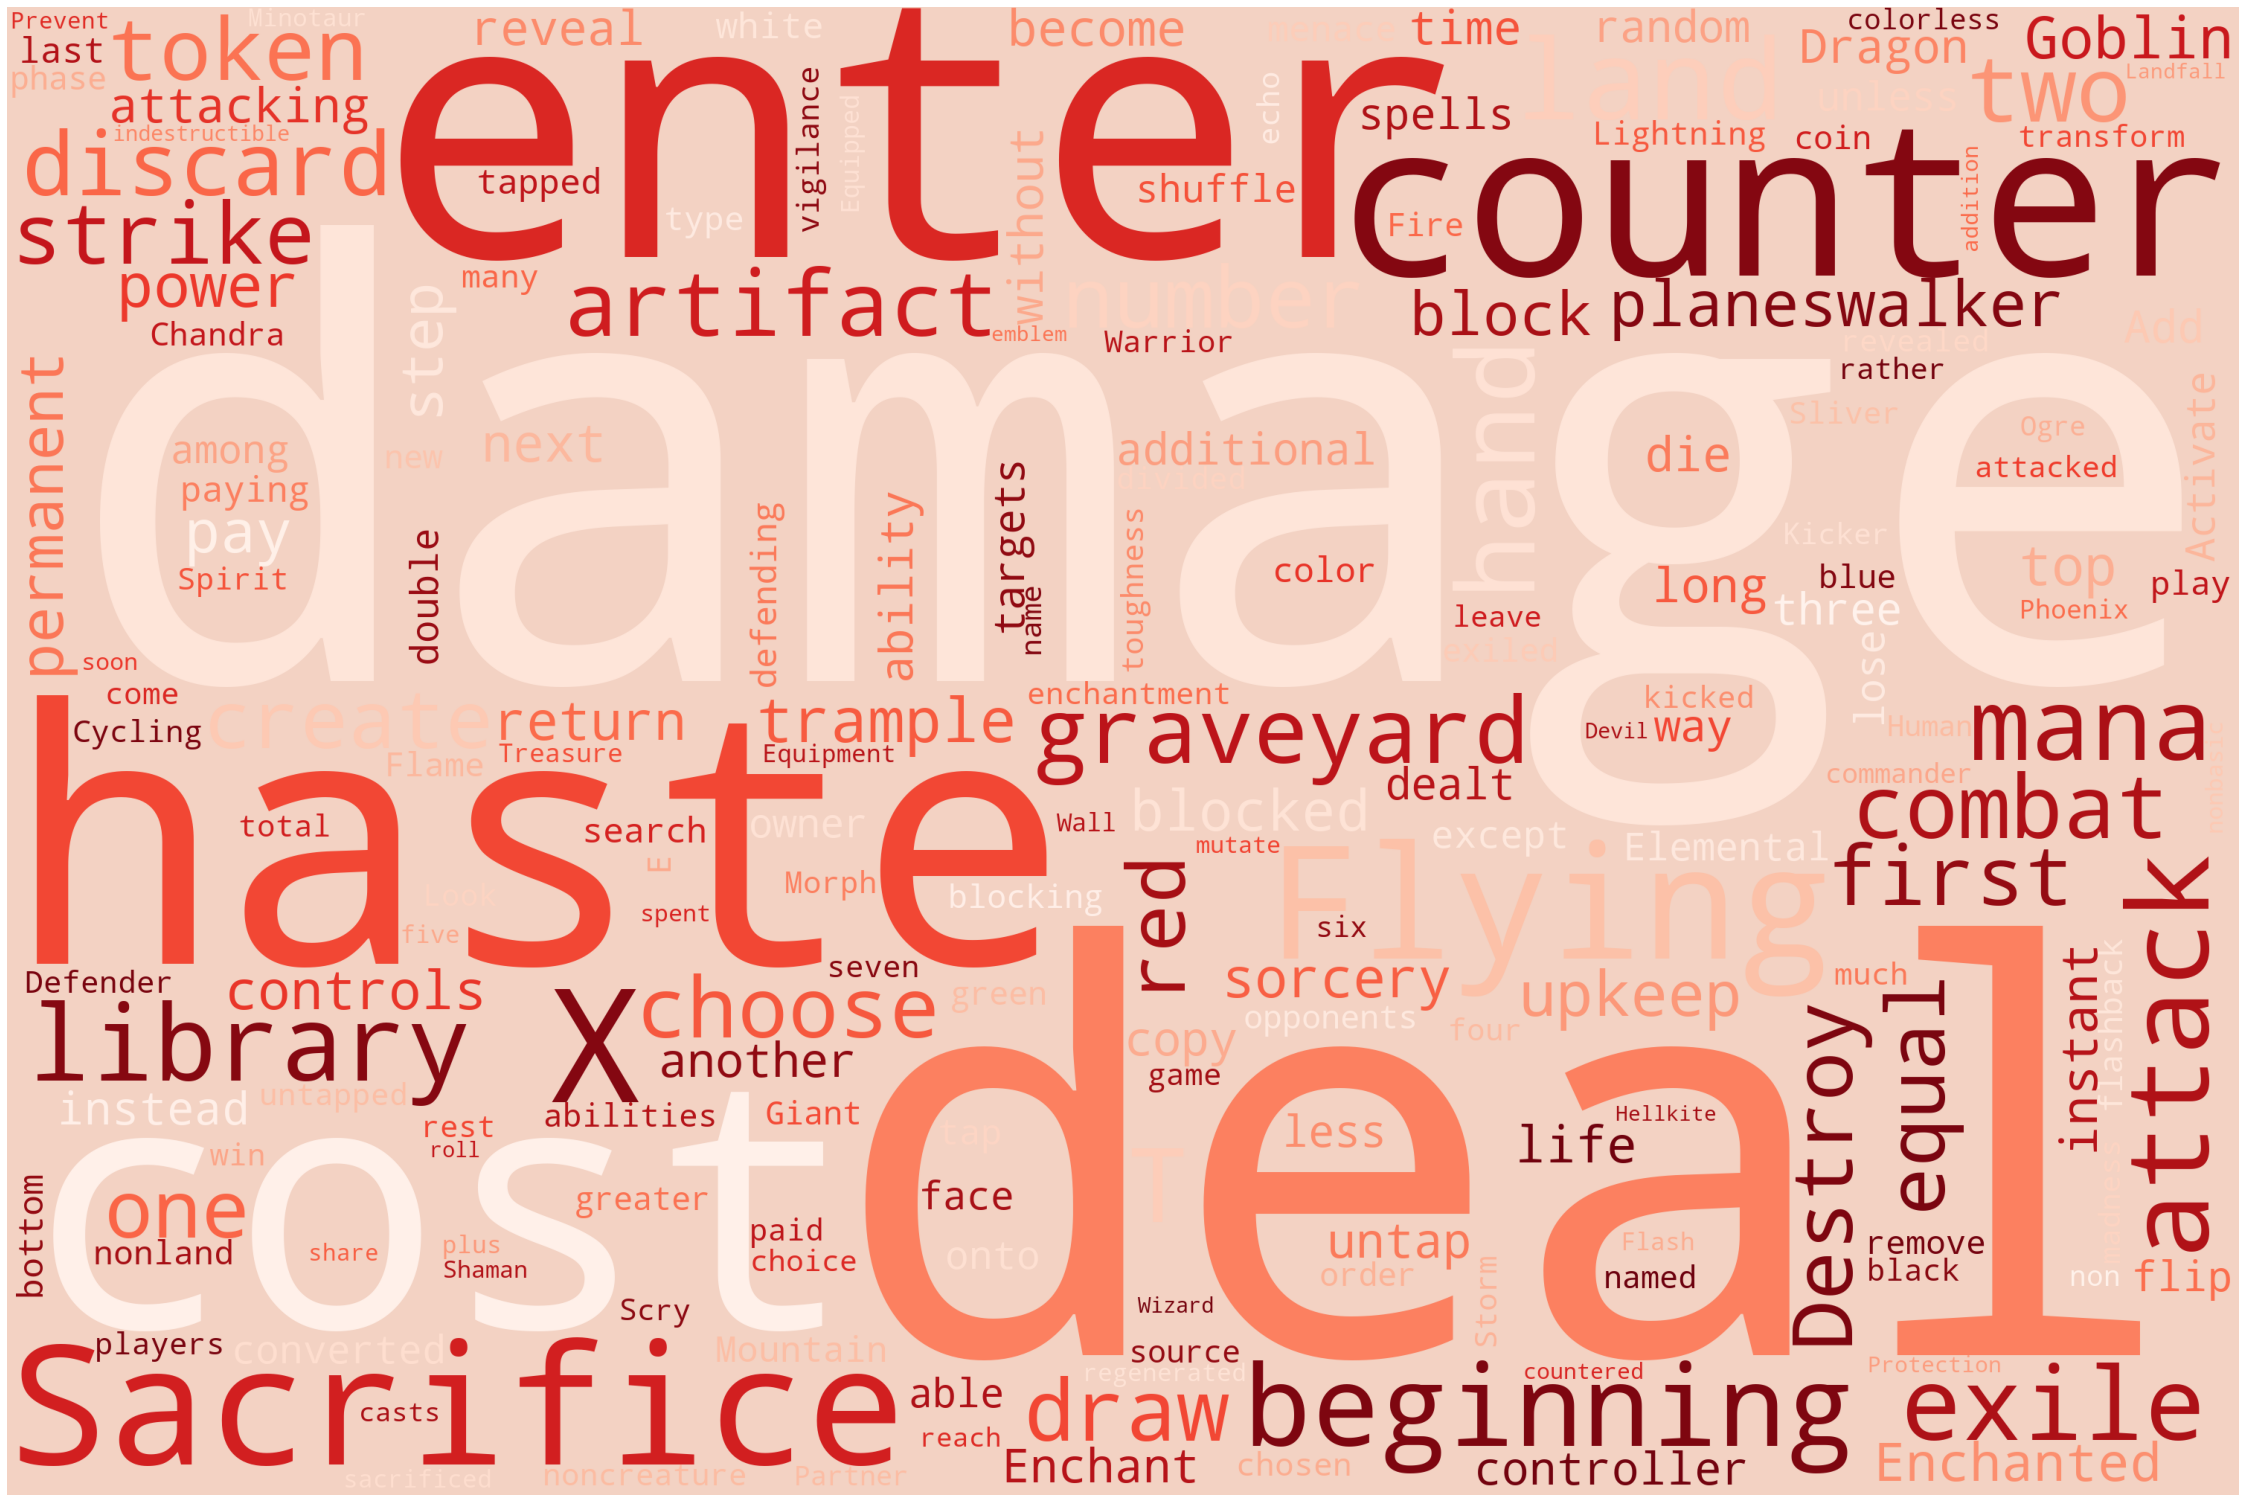 Prevent
Minotaur
last
token
phase
attacking
indestructible
discard
reveal
white
enter
tapped
type
vigilance
Equipped
become
menace
time
random
land
colorless
Dragon
unless
Goblin
two
Landfall
echo
without
spells
shuffle
Fire
Lightning
coin
transform
counter
addition
strike
power
Chandra
many
step
artifact
number
emblem
Warrior
block
planeswalker
revealed
Add
rather
permanent
damage
among
paying
pay
Spirit
new
next
double
defending
ability
targets
name
additional
divided
toughness
color
hand
leave
exiled
die
long
Sliver
Kicker
blue
three
lose
Ogre
attacked
top
Phoenix
Activate
play
soon
come
Cycling
create
return
Flame
Treasure
trample
Equipment
enchantment
graveyard
dealt
kicked
Devil
way
Human
commander
mana
nonbasic
haste
total
search
owner
Wall
E
Look
five
spent
Morph
blocking
seven
blocked
mutate
red
except
Elemental
Flying
six
combat
first
attack
Defender
controls
library
X
choose
another
green
sorcery
upkeep
much
copy
opponents
four
game
equal
Destroy
instant
flashback
madness
instead
untapped
rest
roll
abilities
Giant
tap
T
less
life
Hellkite
deal
cost
win
one
nonland
share
plus
Shaman
greater
paid
choice
face
onto
untap
order
Flash
named
Storm
remove
black
non
flip
bottom
Scry
Wizard
source
players
converted
Mountain
regenerated
countered
Protection
Sacrifice
casts
able
reach
draw
beginning
exile
sacrificed
noncreature
Partner
Enchant
chosen
controller
Enchanted